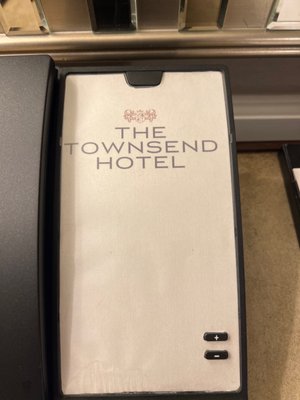 THE
TOWNSEND
HOTEL
+
-